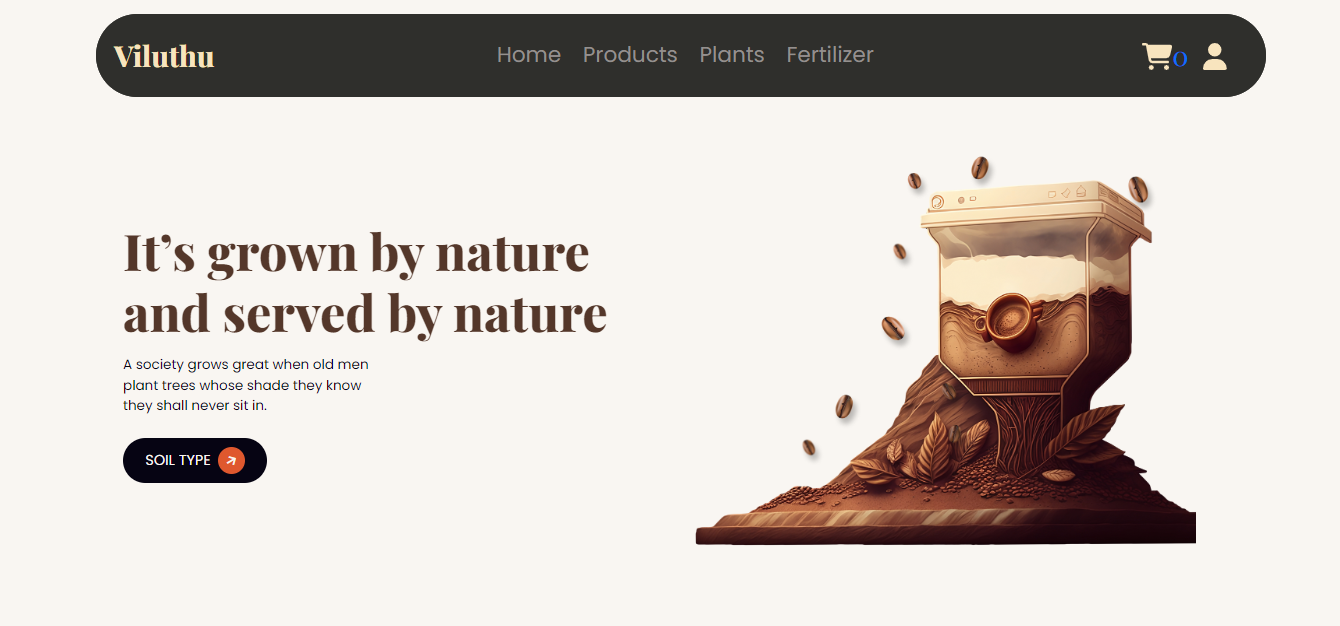 Viluthu
Home Products Plants Fertilizer
0
It’s grown by nature
and served by nature
A society grows great when old men
plant trees whose shade they know
they shall never sit in.
SOIL TYPE